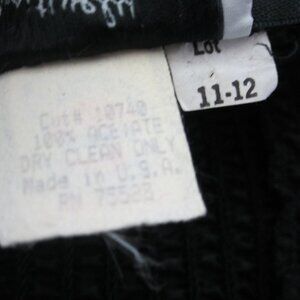 Lot
11-12
Cut# 10740
100% ACETATE
DRY CLEAN ONLY
Made in U.S.A.
RN 75528